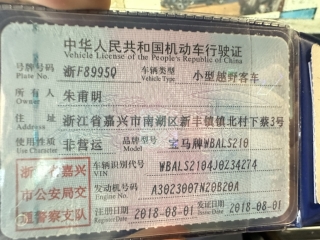 中华人民共和国机动车行驶证
Vehicle License of the People's Republic of China
号牌号码 浙F8995Q 车辆类型 小型越野客车
Plate No. Vehicle Type
所有人 朱甫明
Owner
住址 浙江省嘉兴市南湖区新丰镇镇北村下蔡3号
Address
使用性质 非营运 品牌型号 宝马牌WBALS210
Use Character Model
浙江省嘉兴 车辆识别代号 WBALS2104J0Z34274
VIN
市公安局交 发动机号码 A3023007N20B20A
Engine No.
通警察支队 注册日期 2018-08-01 发证日期 2018-08-01
Register Date Issue Date